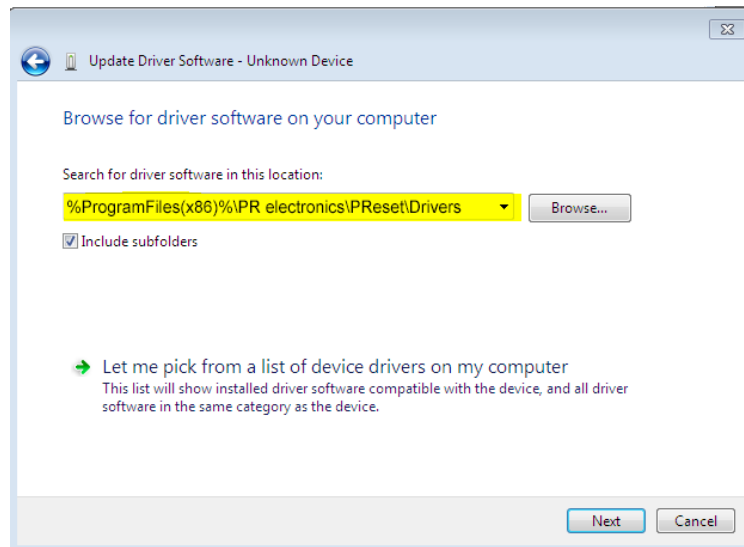 Update Driver Software - Unknown Device
Browse for driver software on your computer
Search for driver software in this location:
%ProgramFiles(x86)%\PR electronics\PReset\Drivers
Browse...
Include subfolders
Let me pick from a list of device drivers on my computer
This list will show installed driver software compatible with the device, and all driver
software in the same category as the device.
Next
Cancel